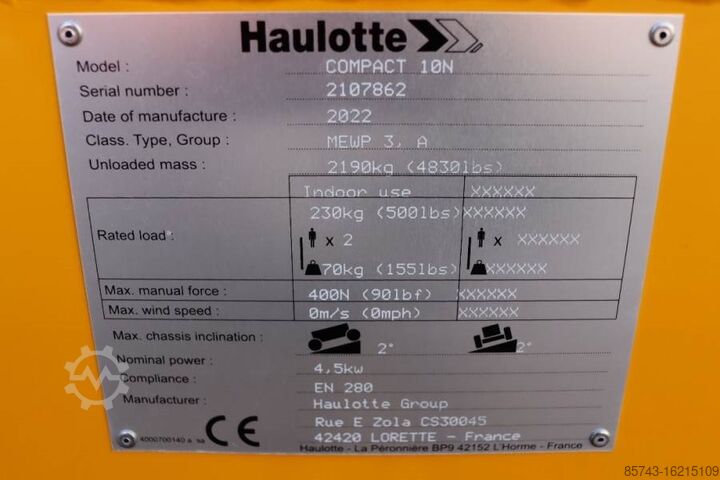 Haulotte
Model : COMPACT 10N
Serial number : 2107862
Date of manufacture : 2022
Class. Type, Group : MEWP 3, A
Unloaded mass : 2190kg (4830lbs)
Indoor use XXXXXX
230kg (500lbs) XXXXXX
Rated load : x 2 x XXXXXX
70kg (155lbs) XXXXXX
Max. manual force : 400N (90lbf) XXXXXX
Max. wind speed : 0m/s (0mph) XXXXXX
Max. chassis inclination : 2° 2°
Nominal power : 4,5kw
Compliance : EN 280
Manufacturer : Haulotte Group
Rue E Zola CS30045
4000700140 a sa CE 42420 LORETTE - France
Haulotte - La Péronnière BP9 42152 L'Horme - France
85743-16215109